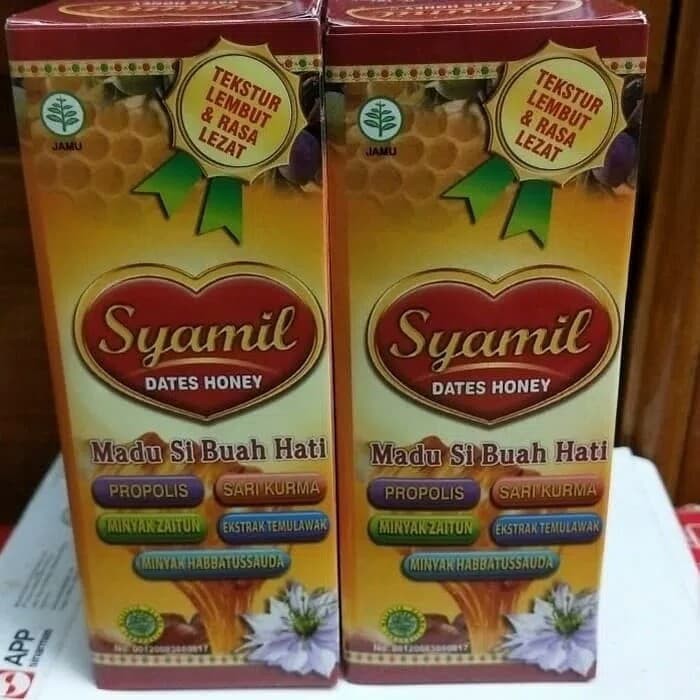 TEKSTUR
LEMBUT
& RASA
LEZAT
JAMU
Syamil
DATES HONEY
Madu Si Buah Hati
PROPOLIS
SARI KURMA
MINYAK ZAITUN
EKSTRAK TEMULAWAK
MINYAK HABBATUSSAUDA
TEKSTUR
LEMBUT
& RASA
LEZAT
JAMU
Syamil
DATES HONEY
Madu Si Buah Hati
PROPOLIS
SARI KURMA
MINYAK ZAITUN
EKSTRAK TEMULAWAK
MINYAK HABBATUSSAUDA
APP
sinarmas